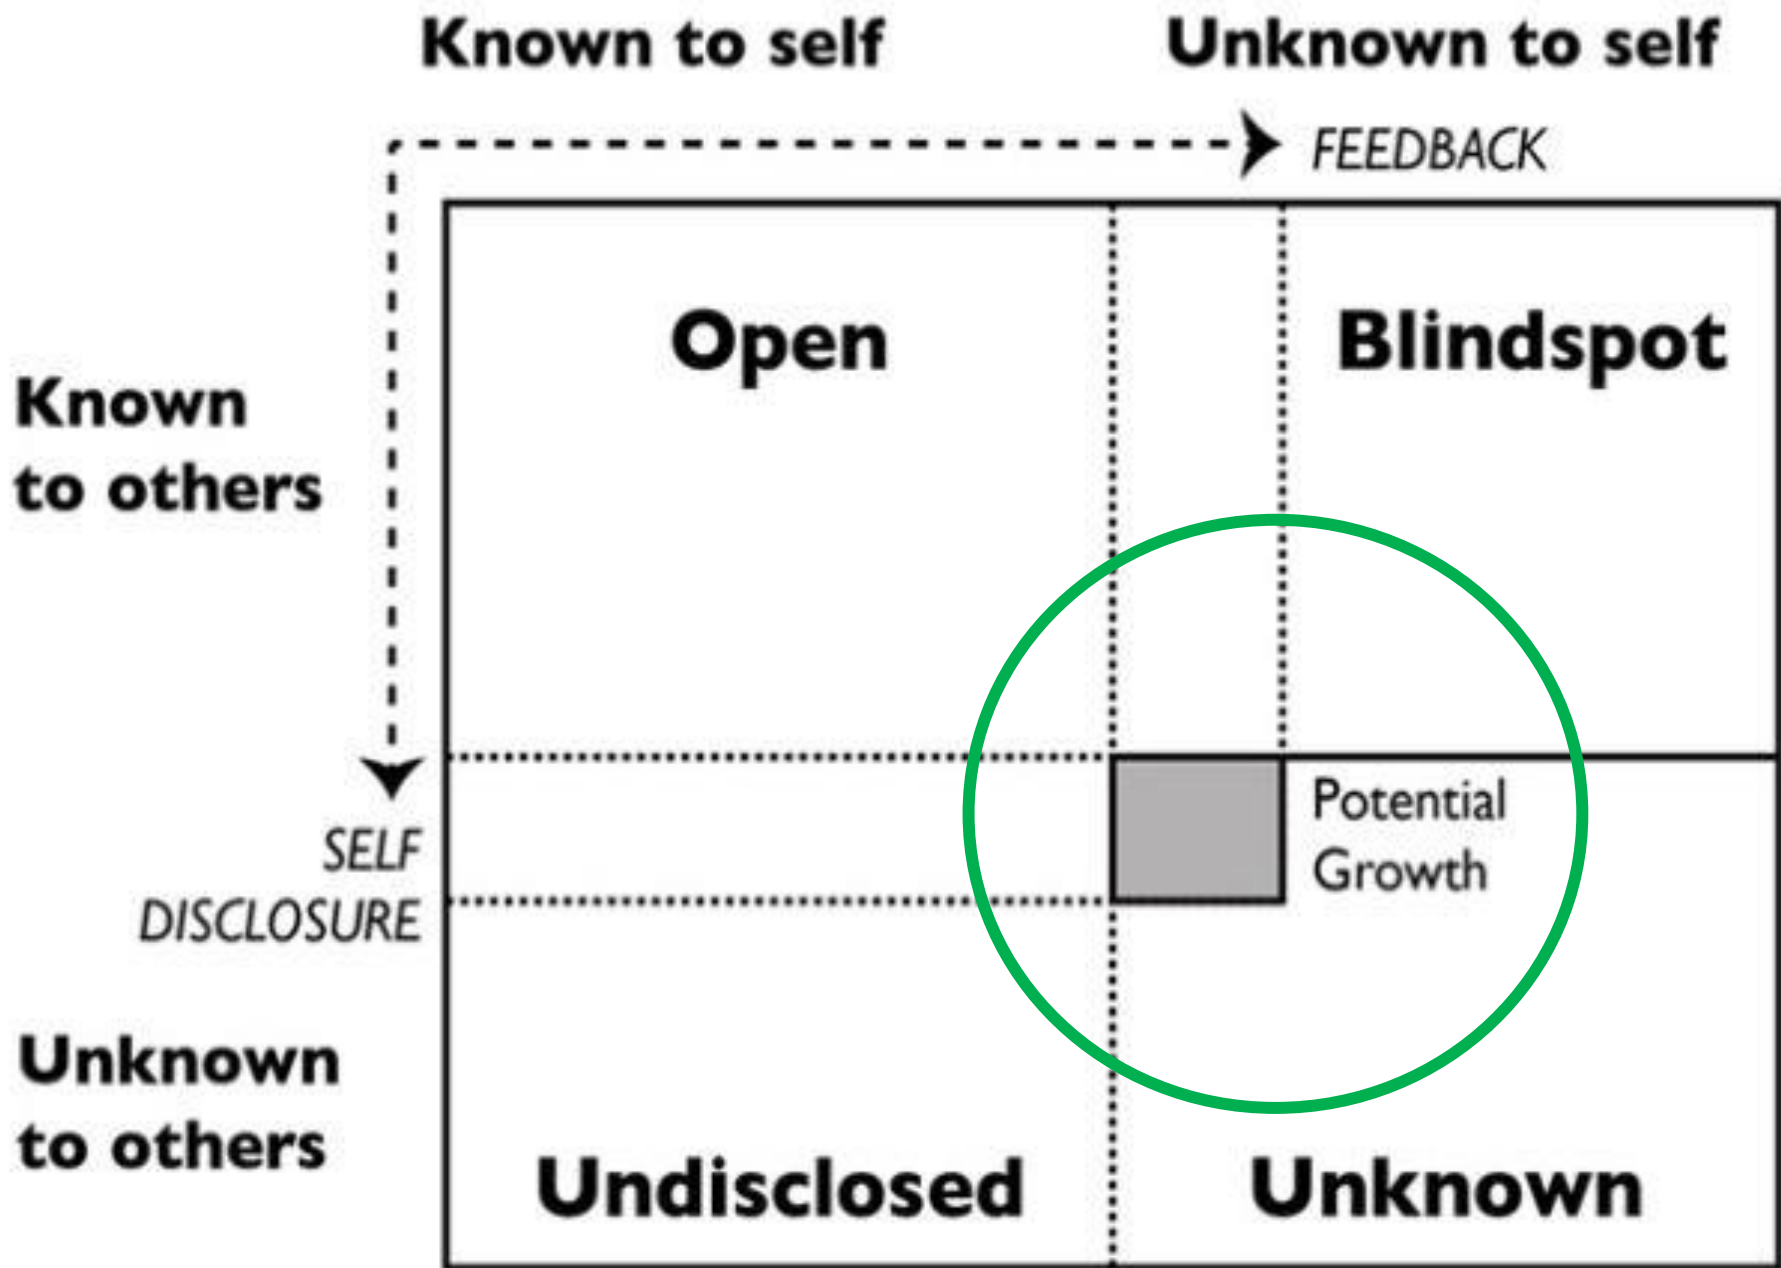 Known to self
Unknown to self
FEEDBACK
Open
Blindspot
Known
to others
Potential
Growth
SELF
DISCLOSURE
Unknown
to others
Undisclosed
Unknown